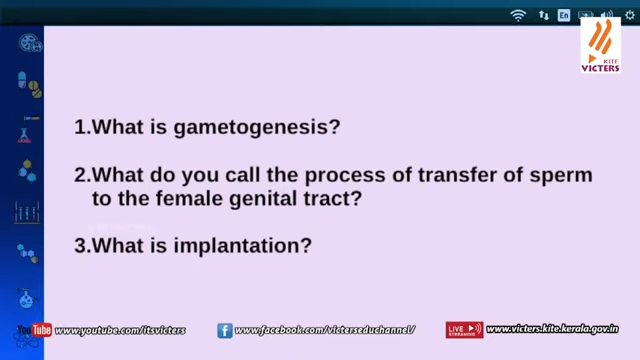 En
KITE
VICTERS
1.What is gametogenesis?
2.What do you call the process of transfer of sperm
to the female genital tract?
3.What is implantation?
YouTube www.youtube.com/itsvicters
f www.facebook.com/victerseduchannel/
LIVE STREAMING www.victers.kite.kerala.gov.in